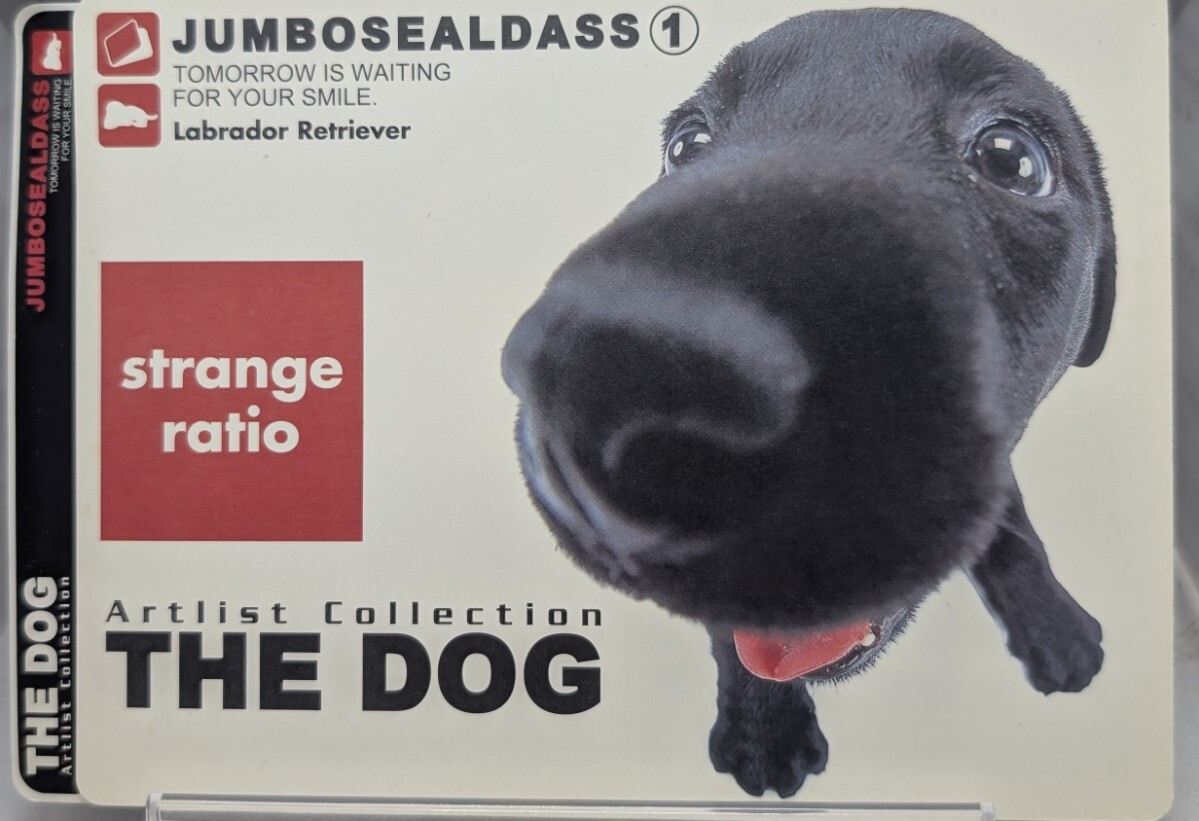 JUMBOSEALDASS①
TOMORROW IS WAITING
FOR YOUR SMILE.
Labrador Retriever
strange
ratio
Artlist Collection
THE DOG
JUMBOSEALDASS
TOMORROW IS WAITING
FOR YOUR SMILE.
THE DOG
Artlist Collection